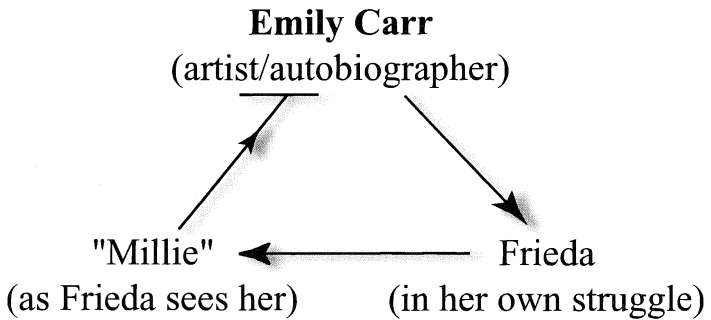 Emily Carr
(artist/autobiographer)
"Millie"
(as Frieda sees her)
Frieda
(in her own struggle)